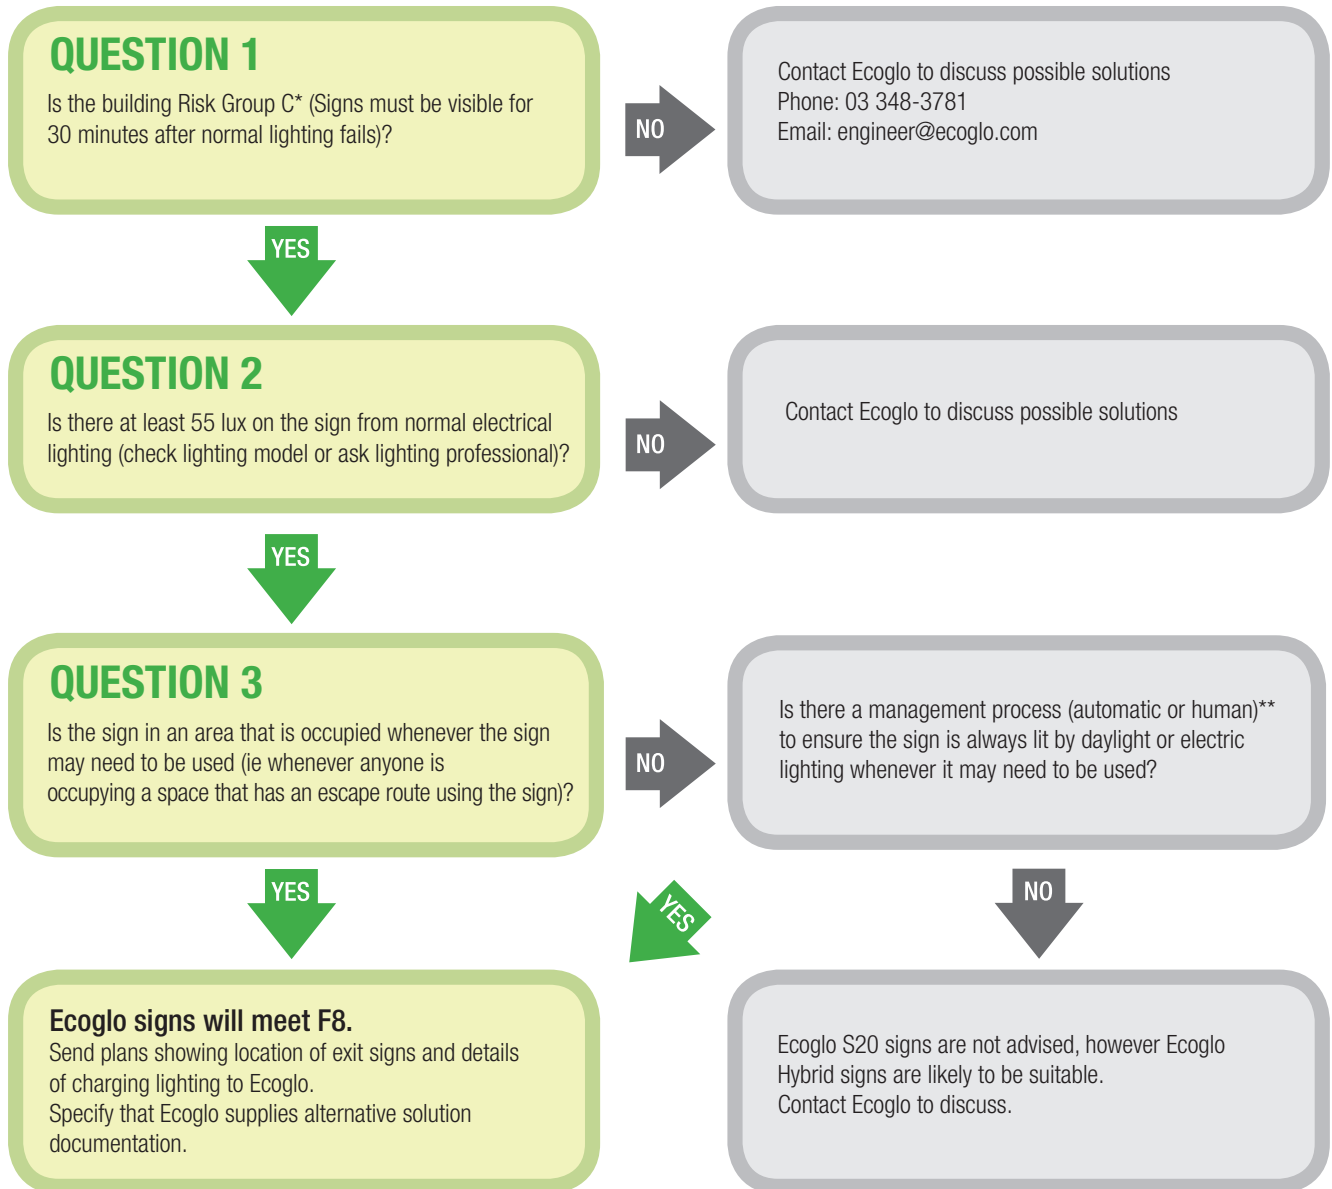 QUESTION 1
Is the building Risk Group C* (Signs must be visible for
30 minutes after normal lighting fails)?
NO
Contact Ecoglo to discuss possible solutions
Phone: 03 348-3781
Email: engineer@ecoglo.com
YES
QUESTION 2
Is there at least 55 lux on the sign from normal electrical
lighting (check lighting model or ask lighting professional)?
NO
Contact Ecoglo to discuss possible solutions
YES
QUESTION 3
Is the sign in an area that is occupied whenever the sign
may need to be used (ie whenever anyone is
occupying a space that has an escape route using the sign)?
NO
Is there a management process (automatic or human)**
to ensure the sign is always lit by daylight or electric
lighting whenever it may need to be used?
YES
YES
NO
Ecoglo signs will meet F8.
Send plans showing location of exit signs and details
of charging lighting to Ecoglo.
Specify that Ecoglo supplies alternative solution
documentation.
Ecoglo S20 signs are not advised, however Ecoglo
Hybrid signs are likely to be suitable.
Contact Ecoglo to discuss.